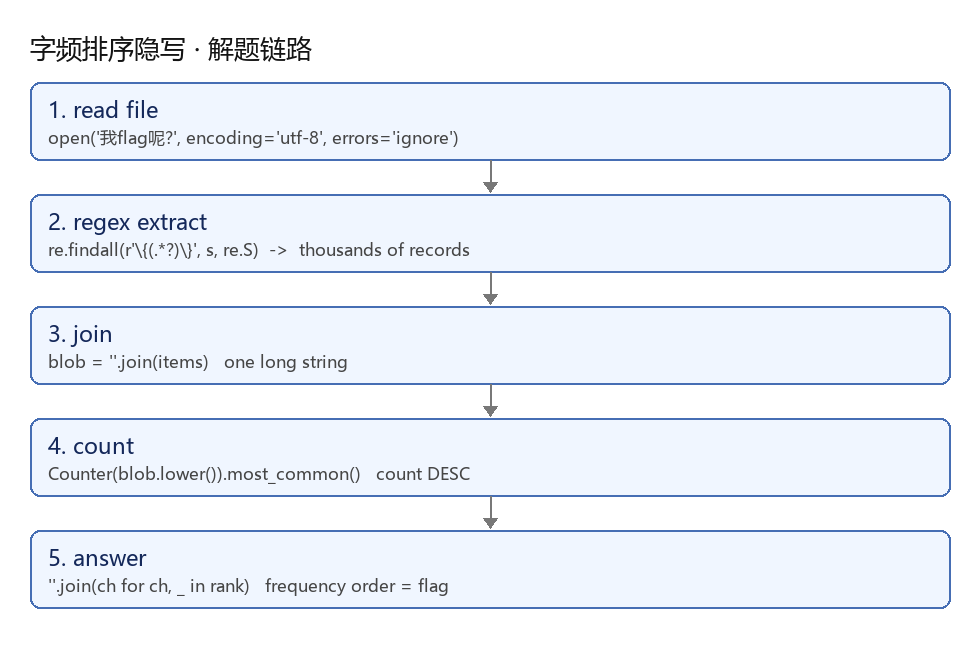 字频排序隐写 · 解题链路
1. read file
open('我flag呢?', encoding='utf-8', errors='ignore')
2. regex extract
re.findall(r'\{(.*?)\}', s, re.S)  ->  thousands of records
3. join
blob = ''.join(items)   one long string
4. count
Counter(blob.lower()).most_common()   count DESC
5. answer
''.join(ch for ch, _ in rank)   frequency order = flag